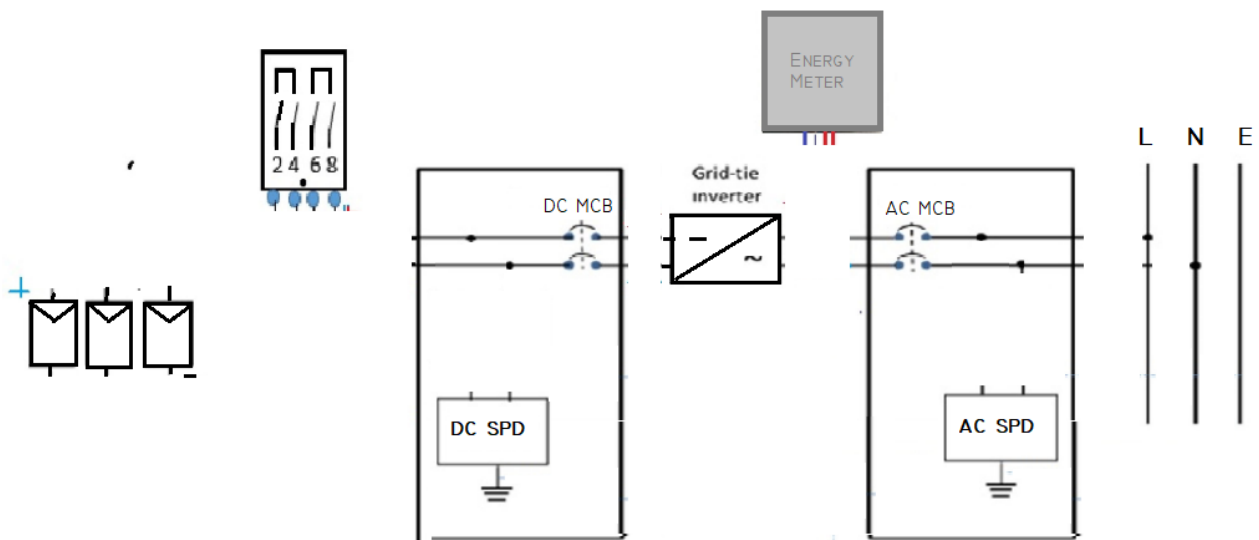 ENERGY
METER
L N E
2 4 6 8
Grid-tie
inverter
DC MCB
AC MCB
+
–
~
DC SPD
AC SPD
–